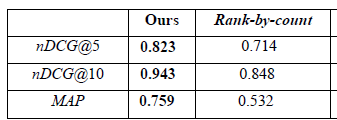 Ours Rank-by-count
nDCG@5 0.823 0.714
nDCG@10 0.943 0.848
MAP 0.759 0.532